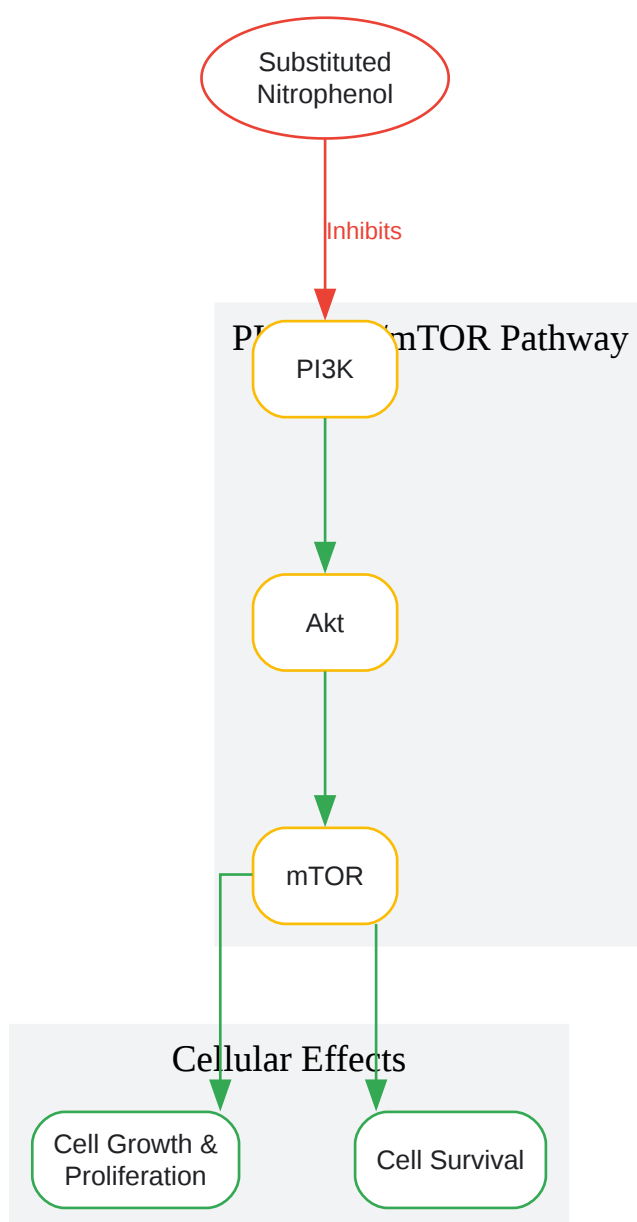 Substituted
Nitrophenol
Inhibits
mTOR Pathway
PI3K
Akt
mTOR
Cellular Effects
Cell Growth &
Proliferation
Cell Survival